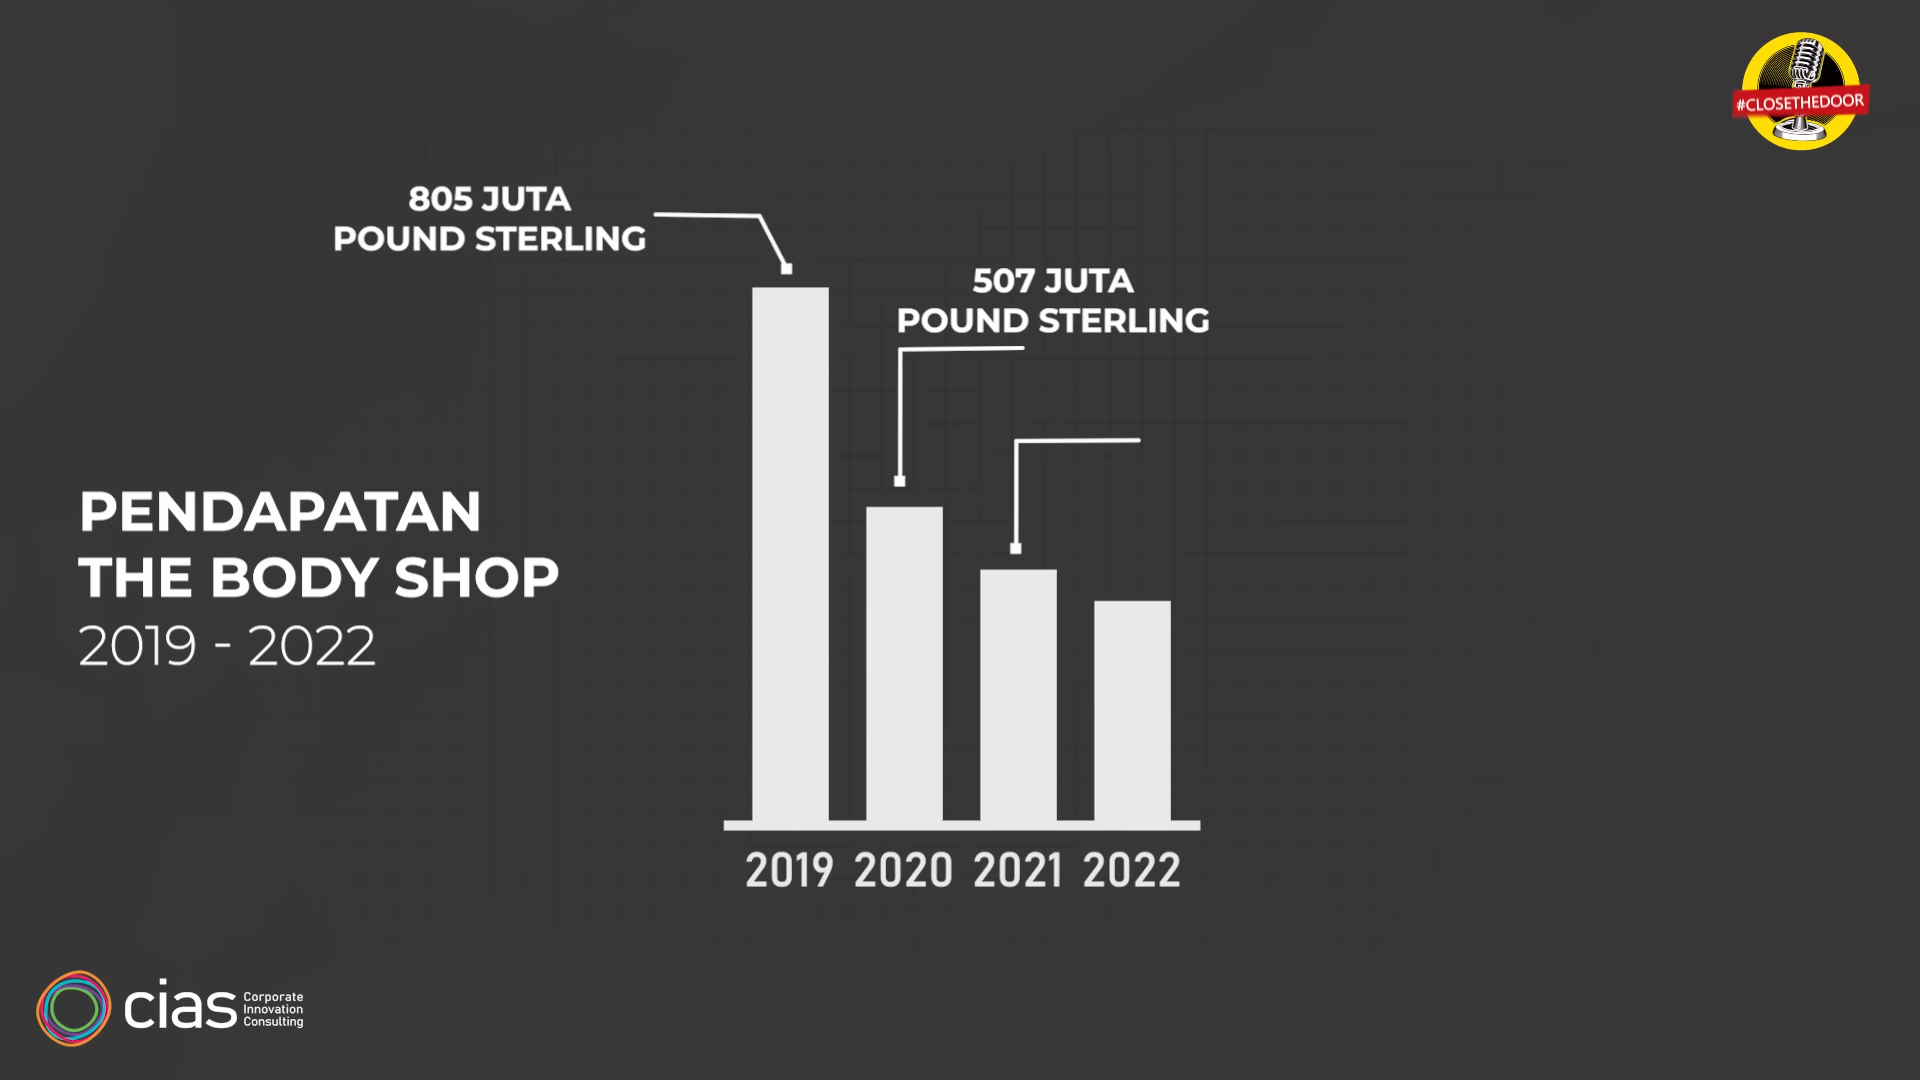 #CLOSETHEDOOR
805 JUTA
POUND STERLING
507 JUTA
POUND STERLING
PENDAPATAN
THE BODY SHOP
2019 - 2022
2019 2020 2021 2022
cias
Corporate
Innovation
Consulting